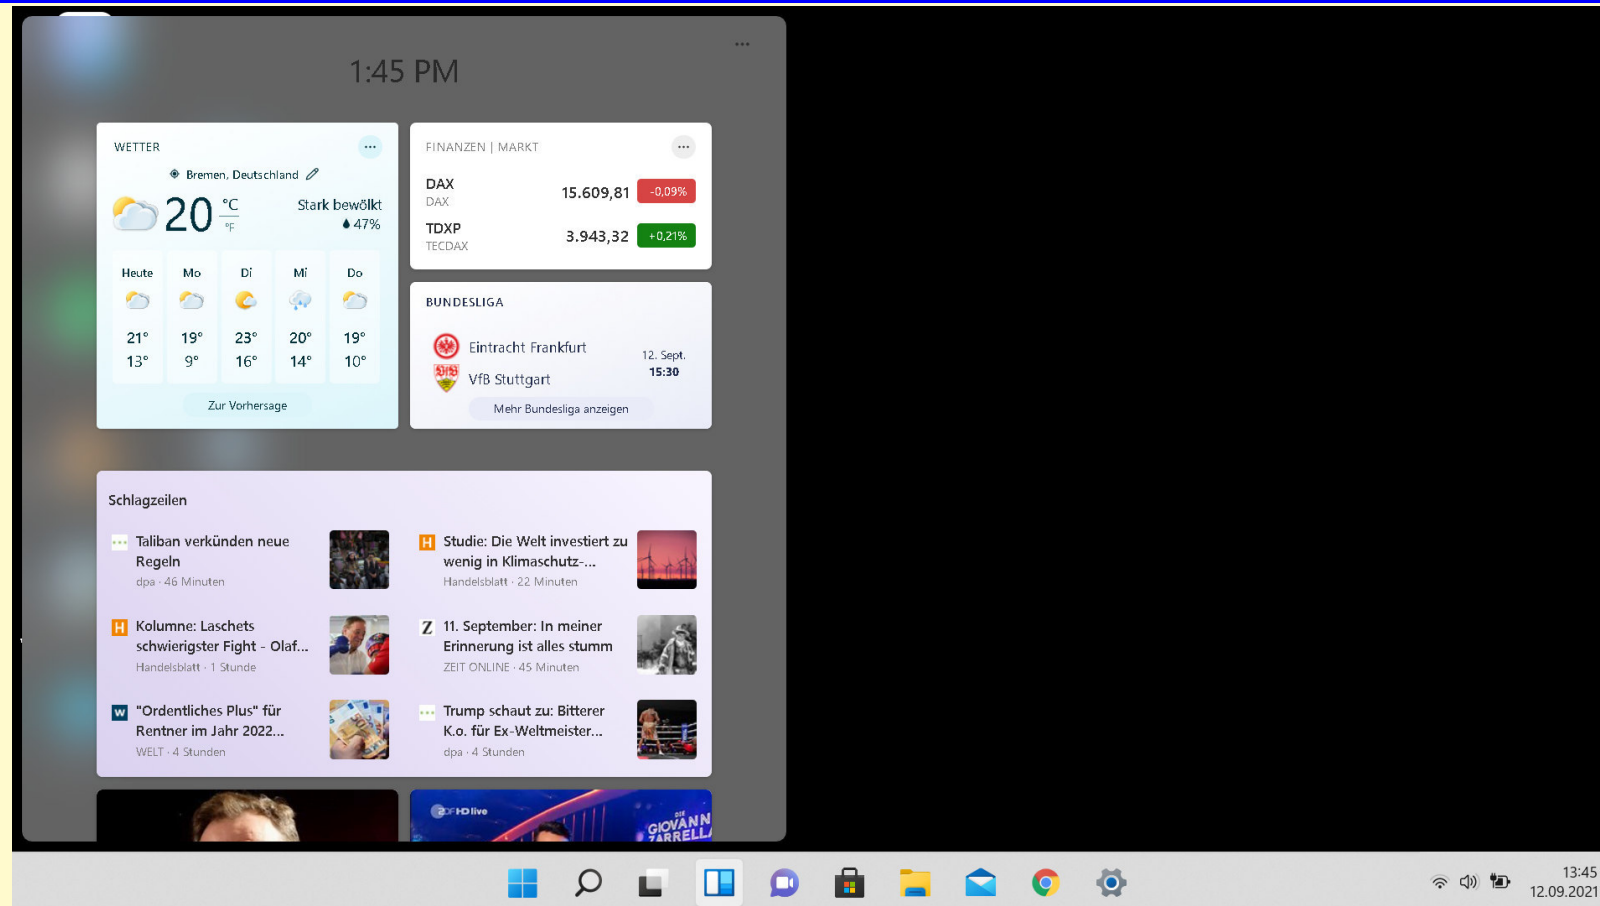 1:45 PM
WETTER
Bremen, Deutschland
20 °C
°F
Stark bewölkt
47%
Heute Mo Di Mi Do
21° 19° 23° 20° 19°
13° 9° 16° 14° 10°
Zur Vorhersage
FINANZEN | MARKT
DAX 15.609,81 -0,09%
DAX
TDXP 3.943,32 +0,21%
TECDAX
BUNDESLIGA
Eintracht Frankfurt
VfB Stuttgart
12. Sept.
15:30
Mehr Bundesliga anzeigen
Schlagzeilen
Taliban verkünden neue
Regeln
dpa · 46 Minuten
H Studie: Die Welt investiert zu
wenig in Klimaschutz-...
Handelsblatt · 22 Minuten
H Kolumne: Laschets
schwierigster Fight - Olaf...
Handelsblatt · 1 Stunde
Z 11. September: In meiner
Erinnerung ist alles stumm
ZEIT ONLINE · 45 Minuten
W "Ordentliches Plus" für
Rentner im Jahr 2022...
WELT · 4 Stunden
Trump schaut zu: Bitterer
K.o. für Ex-Weltmeister...
dpa · 4 Stunden
ZDF HD live
DIE
GIOVANN
ZARRELLA
13:45
12.09.2021